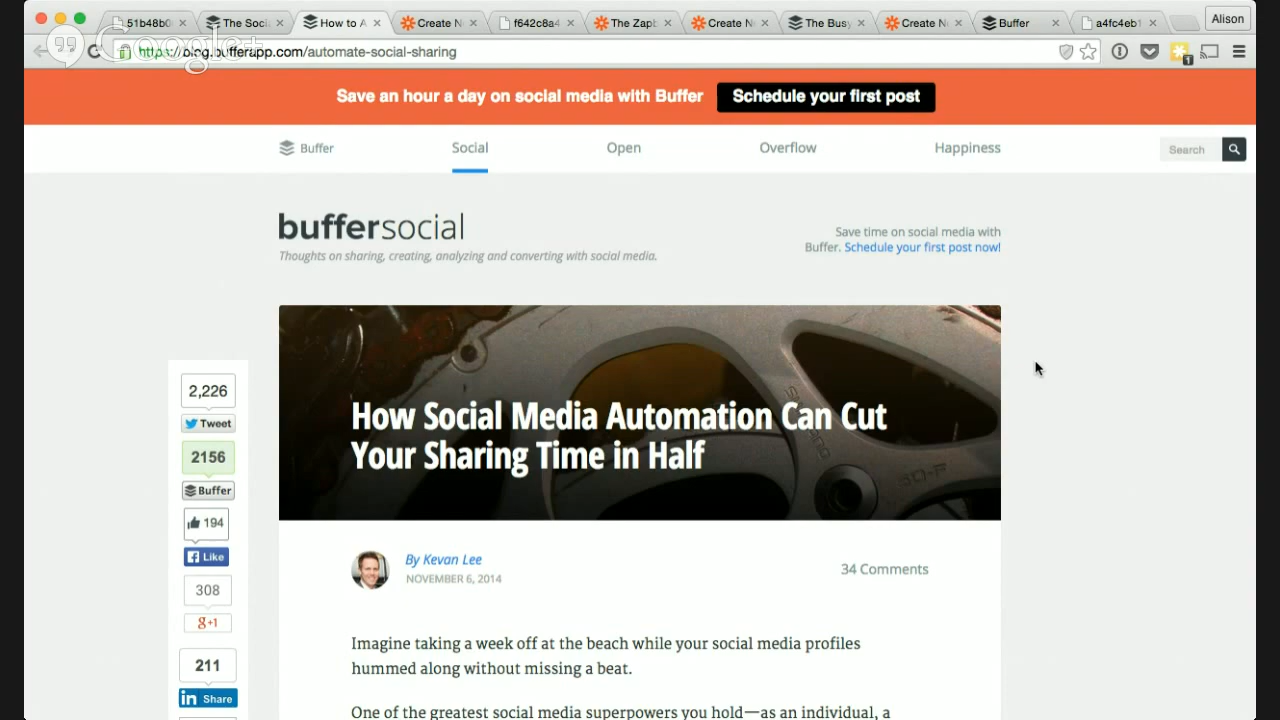 51b48b0
The Soci
How to A
Create N
f642c8a4
The Zap
Create N
The Bus
Create N
Buffer
a4fc4eb1
Alison
Google+
https://blog.bufferapp.com/automate-social-sharing
1
Save an hour a day on social media with Buffer
Schedule your first post
Buffer
Social
Open
Overflow
Happiness
Search
buffersocial
Thoughts on sharing, creating, analyzing and converting with social media.
Save time on social media with
Buffer. Schedule your first post now!
How Social Media Automation Can Cut
Your Sharing Time in Half
2,226
Tweet
2156
Buffer
194
Like
308
g+1
211
in Share
By Kevan Lee
NOVEMBER 6, 2014
34 Comments
Imagine taking a week off at the beach while your social media profiles
hummed along without missing a beat.
One of the greatest social media superpowers you hold—as an individual, a